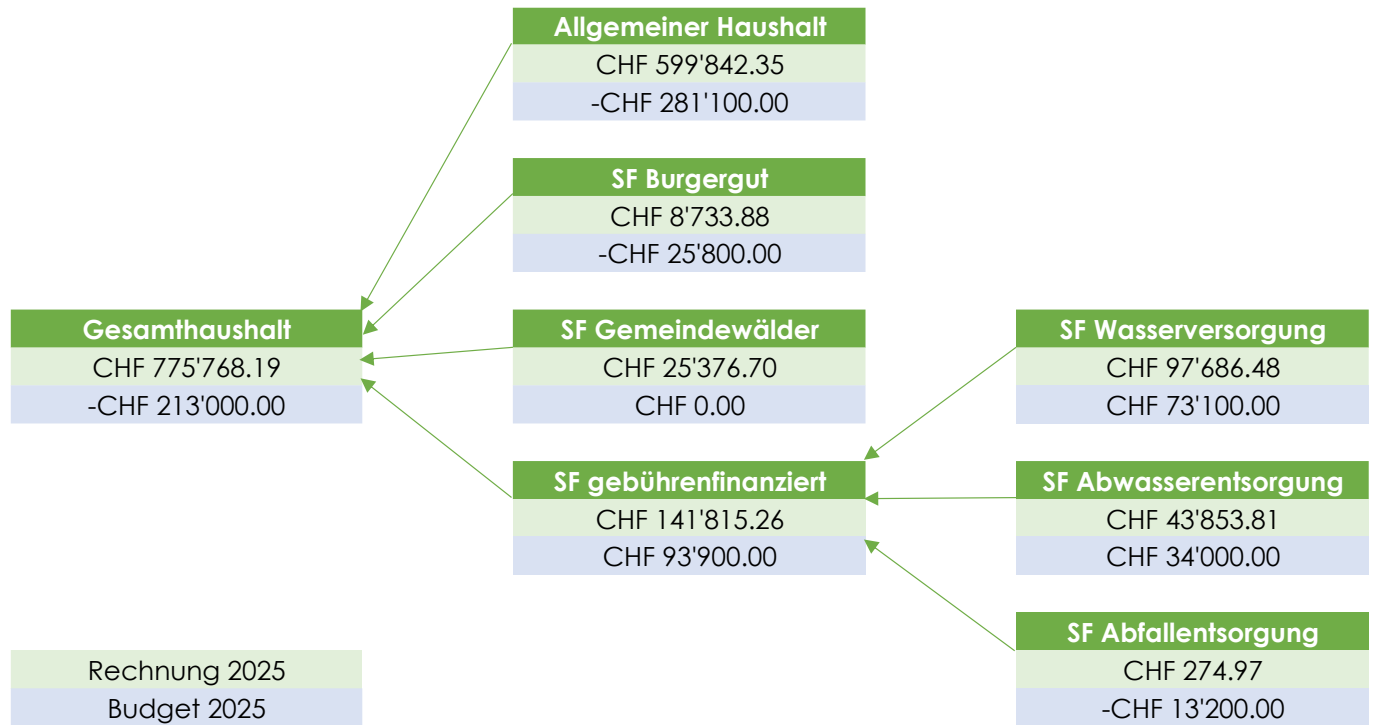 Allgemeiner Haushalt
CHF 599'842.35
-CHF 281'100.00
SF Burgergut
CHF 8'733.88
-CHF 25'800.00
Gesamthaushalt
CHF 775'768.19
-CHF 213'000.00
SF Gemeindewälder
CHF 25'376.70
CHF 0.00
SF Wasserversorgung
CHF 97'686.48
CHF 73'100.00
SF gebührenfinanziert
CHF 141'815.26
CHF 93'900.00
SF Abwasserentsorgung
CHF 43'853.81
CHF 34'000.00
SF Abfallentsorgung
CHF 274.97
-CHF 13'200.00
Rechnung 2025
Budget 2025